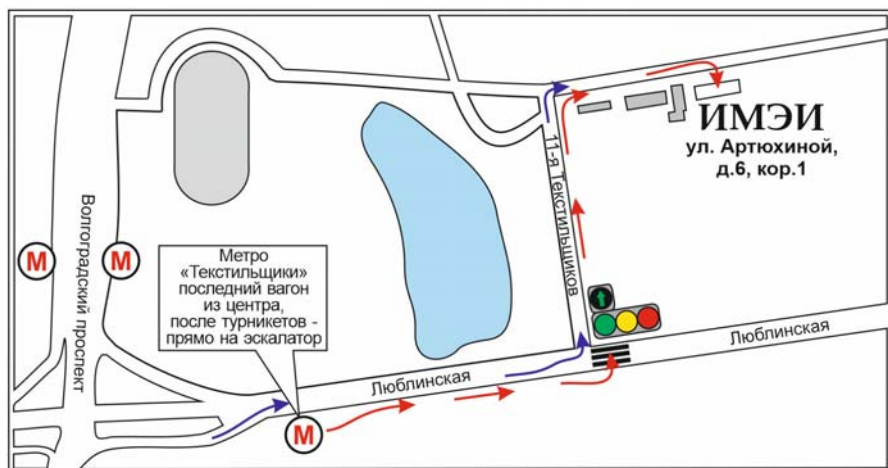 ИМЭИ
ул. Артюхиной,
д.6, кор.1
11-я Текстильщиков
Волгоградский проспект
М
М
Метро
«Текстильщики»
последний вагон
из центра,
после турникетов -
прямо на эскалатор
Люблинская
Люблинская
М